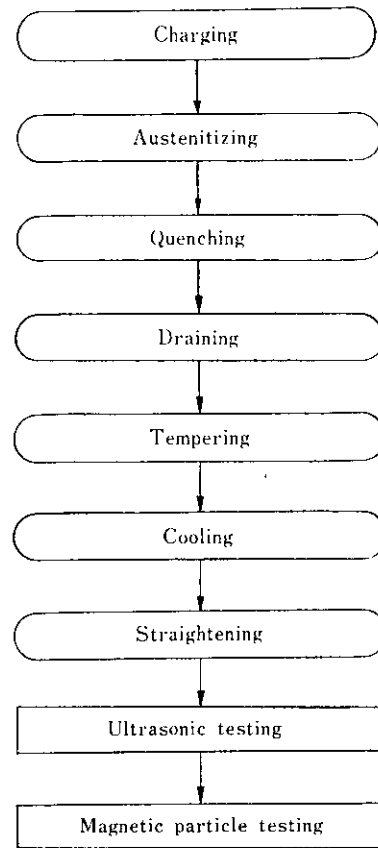 Charging
Austenitizing
Quenching
Draining
Tempering
Cooling
Straightening
Ultrasonic testing
Magnetic particle testing